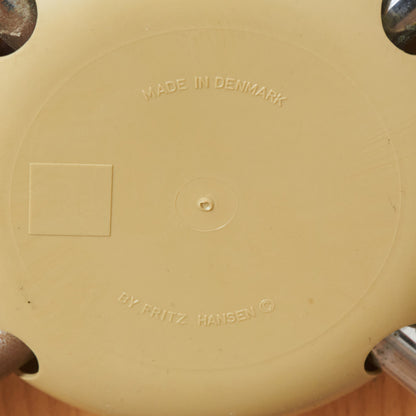 MADE IN DENMARK
BY FRITZ HANSEN ©